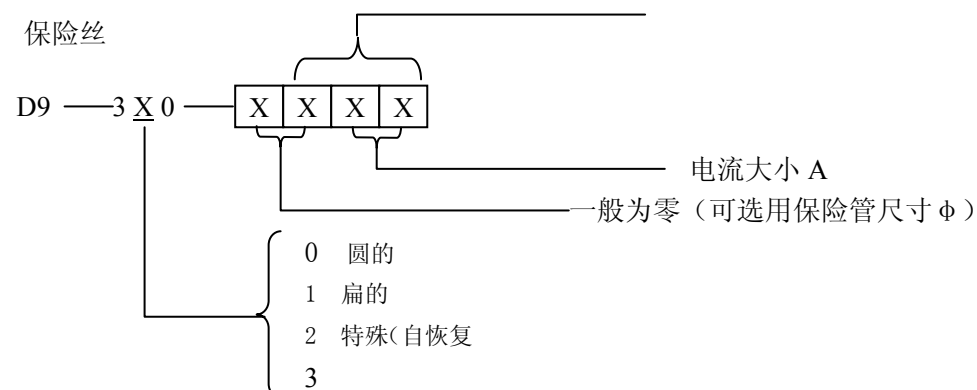 保险丝
D9 3 X 0 X X X X
电流大小 A
一般为零（可选用保险管尺寸φ）
0 圆的
1 扁的
2 特殊(自恢复
3